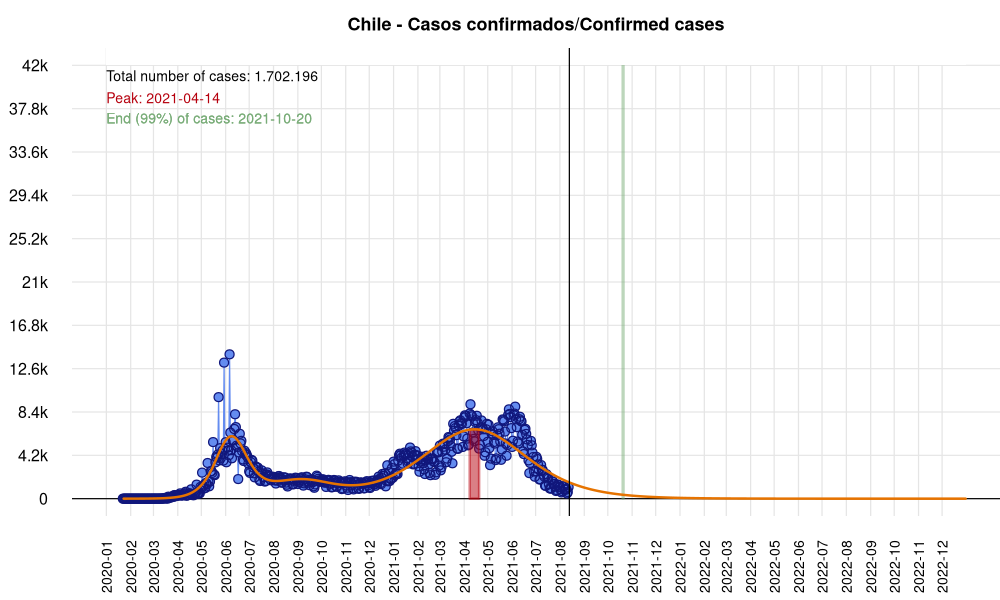 Chile - Casos confirmados/Confirmed cases
42k
Total number of cases: 1.702.196
Peak: 2021-04-14
End (99%) of cases: 2021-10-20
37.8k
33.6k
29.4k
25.2k
21k
16.8k
12.6k
8.4k
4.2k
0
2020-01
2020-02
2020-03
2020-04
2020-05
2020-06
2020-07
2020-08
2020-09
2020-10
2020-11
2020-12
2021-01
2021-02
2021-03
2021-04
2021-05
2021-06
2021-07
2021-08
2021-09
2021-10
2021-11
2021-12
2022-01
2022-02
2022-03
2022-04
2022-05
2022-06
2022-07
2022-08
2022-09
2022-10
2022-11
2022-12